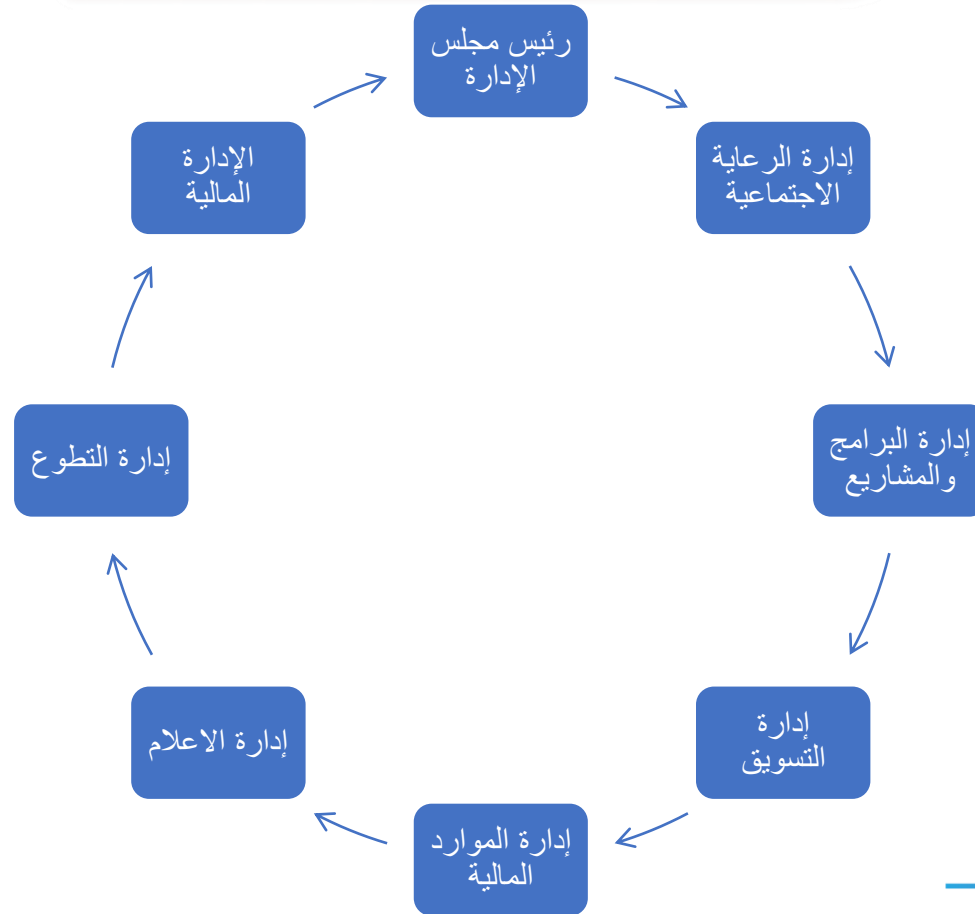 رئيس مجلس
الإدارة
إدارة الرعاية
الاجتماعية
إدارة البرامج
والمشاريع
إدارة
التسويق
إدارة الموارد
المالية
إدارة الاعلام
إدارة التطوع
الإدارة
المالية